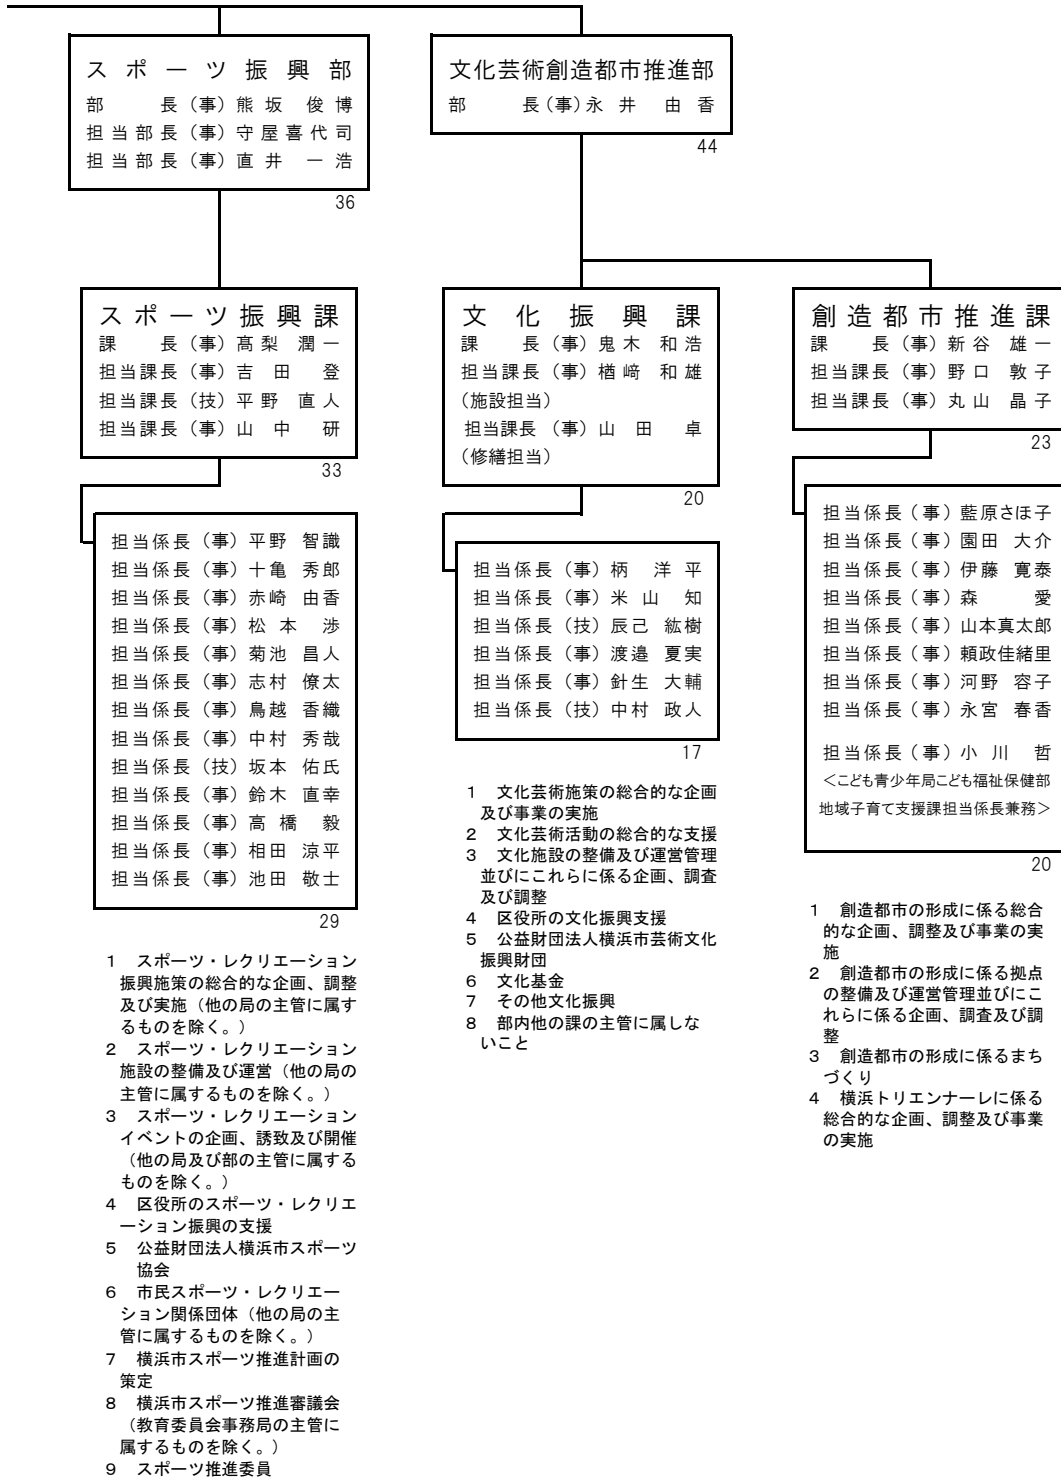 スポーツ振興部
部長（事）熊坂 俊博
担当部長（事）守屋喜代司
担当部長（事）直井 一浩
36
文化芸術創造都市推進部
部長（事）永井 由香
44
スポーツ振興課
課長（事）髙梨 潤一
担当課長（事）吉田 登
担当課長（技）平野 直人
担当課長（事）山中 研
33
担当係長（事）平野 智識
担当係長（事）十亀 秀郎
担当係長（事）赤崎 由香
担当係長（事）松本 渉
担当係長（事）菊池 昌人
担当係長（事）志村 僚太
担当係長（事）鳥越 香織
担当係長（事）中村 秀哉
担当係長（技）坂本 佑氏
担当係長（事）鈴木 直幸
担当係長（事）高橋 毅
担当係長（事）相田 涼平
担当係長（事）池田 敬士
29
1 スポーツ・レクリエーション
振興施策の総合的な企画、調整
及び実施（他の局の主管に属す
るものを除く。）
2 スポーツ・レクリエーション
施設の整備及び運営（他の局の
主管に属するものを除く。）
3 スポーツ・レクリエーション
イベントの企画、誘致及び開催
（他の局及び部の主管に属する
ものを除く。）
4 区役所のスポーツ・レクリエ
ーション振興の支援
5 公益財団法人横浜市スポーツ
協会
6 市民スポーツ・レクリエー
ション関係団体（他の局の主
管に属するものを除く。）
7 横浜市スポーツ推進計画の
策定
8 横浜市スポーツ推進審議会
（教育委員会事務局の主管に
属するものを除く。）
9 スポーツ推進委員
文化振興課
課長（事）鬼木 和浩
担当課長（事）楢﨑 和雄
（施設担当）
担当課長（事）山田 卓
（修繕担当）
20
担当係長（事）柄 洋平
担当係長（事）米山 知
担当係長（技）辰己 紘樹
担当係長（事）渡邉 夏実
担当係長（事）針生 大輔
担当係長（技）中村 政人
17
1 文化芸術施策の総合的な企画
及び事業の実施
2 文化芸術活動の総合的な支援
3 文化施設の整備及び運営管理
並びにこれらに係る企画、調査
及び調整
4 区役所の文化振興支援
5 公益財団法人横浜市芸術文化
振興財団
6 文化基金
7 その他文化振興
8 部内他の課の主管に属しな
いこと
創造都市推進課
課長（事）新谷 雄一
担当課長（事）野口 敦子
担当課長（事）丸山 晶子
23
担当係長（事）藍原さほ子
担当係長（事）園田 大介
担当係長（事）伊藤 寛泰
担当係長（事）森 愛
担当係長（事）山本真太郎
担当係長（事）頼政佳緒里
担当係長（事）河野 容子
担当係長（事）永宮 春香
担当係長（事）小川 哲
＜こども青少年局こども福祉保健部
地域子育て支援課担当係長兼務＞
20
1 創造都市の形成に係る総合
的な企画、調整及び事業の実
施
2 創造都市の形成に係る拠点
の整備及び運営管理並びにこ
れらに係る企画、調査及び調
整
3 創造都市の形成に係るまち
づくり
4 横浜トリエンナーレに係る
総合的な企画、調整及び事業
の実施